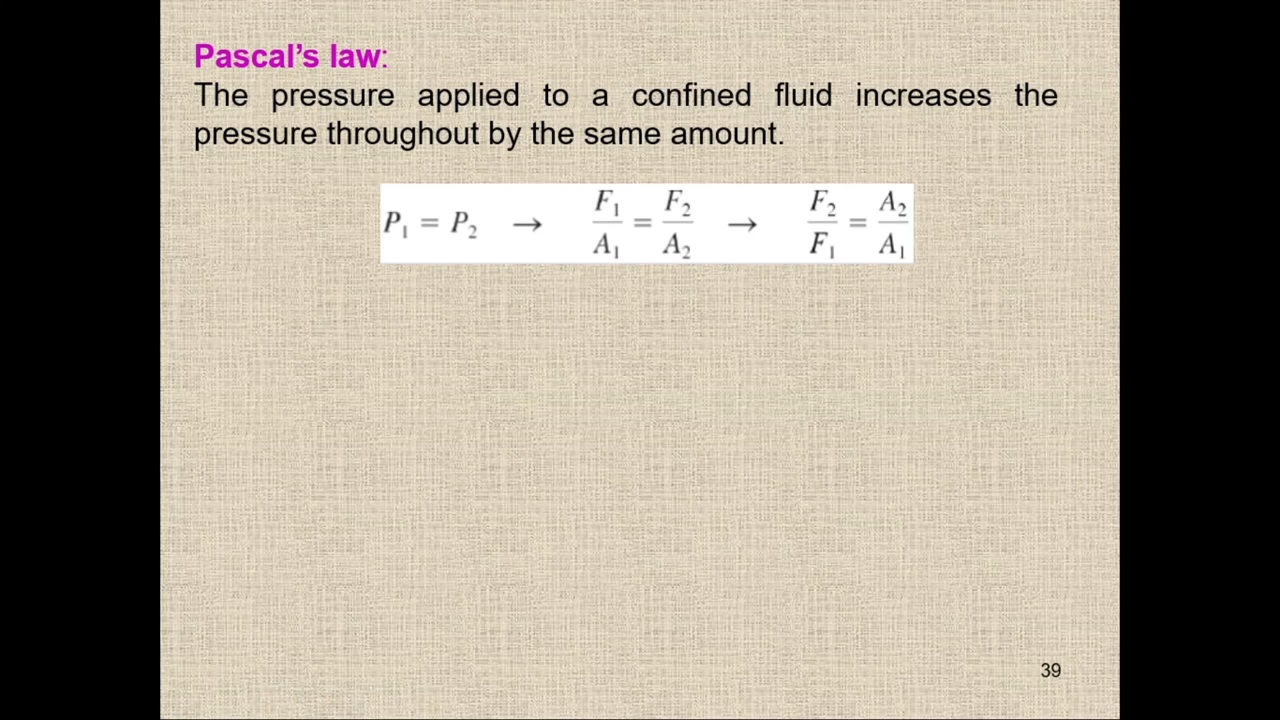 Pascal’s law:
The pressure applied to a confined fluid increases the
pressure throughout by the same amount.
P₁ = P₂ → F₁/A₁ = F₂/A₂ → F₂/F₁ = A₂/A₁
39